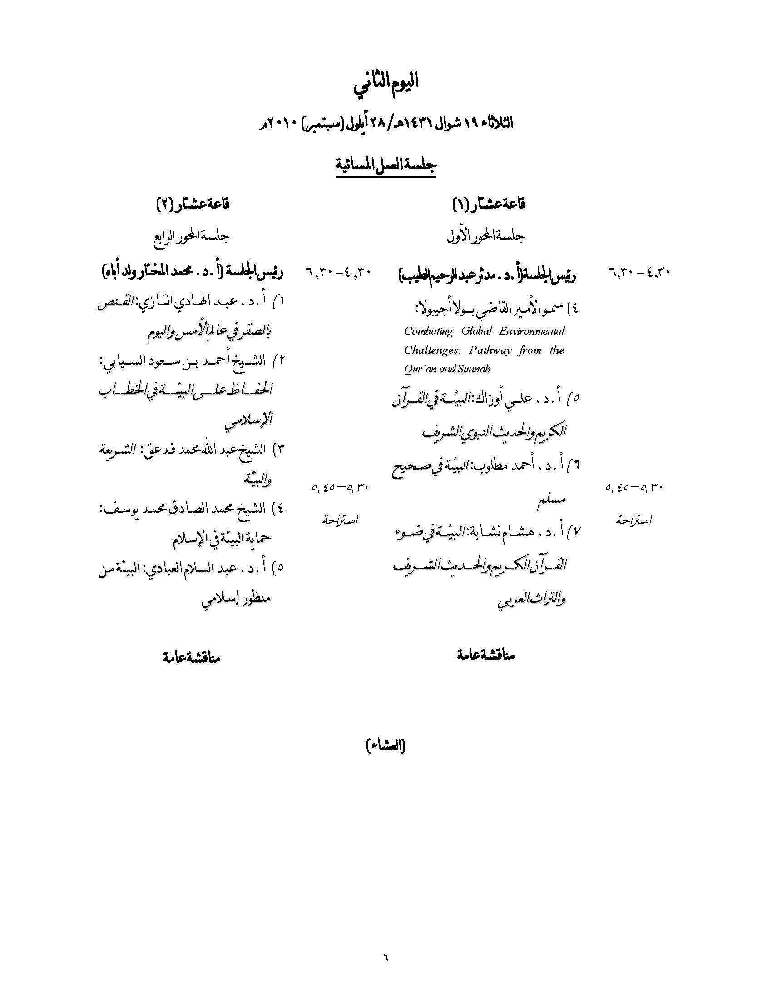 اليوم الثاني
الثلاثاء ١٩ شوال ١٤٣١هـ/ ٢٨ أيلول (سبتمبر) ٢٠١٠م
جلسة العمل المسائية
قاعة عشتار (١)
جلسة المحور الأول
٤,٣٠–٦,٣٠
رئيس الجلسة (أ.د. مدثر عبد الرحيم الطيب)
٤) سمو الأمير القاضي بولا أجيبولا:
Combating Global Environmental
Challenges: Pathway from the
Qur’an and Sunnah
٥) أ.د. علي أوزاك: البيئة في القرآن
الكريم والحديث النبوي الشريف
٦) أ.د. أحمد مطلوب: البيئة في صحيح
مسلم
٥,٣٠–٥,٤٥
استراحة
٧) أ.د. هشام نشابة: البيئة في ضوء
القرآن الكريم والحديث الشريف
والتراث العربي
مناقشة عامة
قاعة عشتار (٢)
جلسة المحور الرابع
٤,٣٠–٦,٣٠
رئيس الجلسة (أ.د. محمد المختار ولد أباه)
١) أ.د. عبد الهادي التازي: القنص
بالصقر في عالم الأمس واليوم
٢) الشيخ أحمد بن سعود السيابي:
الحفاظ على البيئة في الخطاب
الإسلامي
٣) الشيخ عبد الله محمد فدعق: الشريعة
والبيئة
٥,٣٠–٥,٤٥
استراحة
٤) الشيخ محمد الصادق محمد يوسف:
حماية البيئة في الإسلام
٥) أ.د. عبد السلام العبادي: البيئة من
منظور إسلامي
مناقشة عامة
(العشاء)
٦